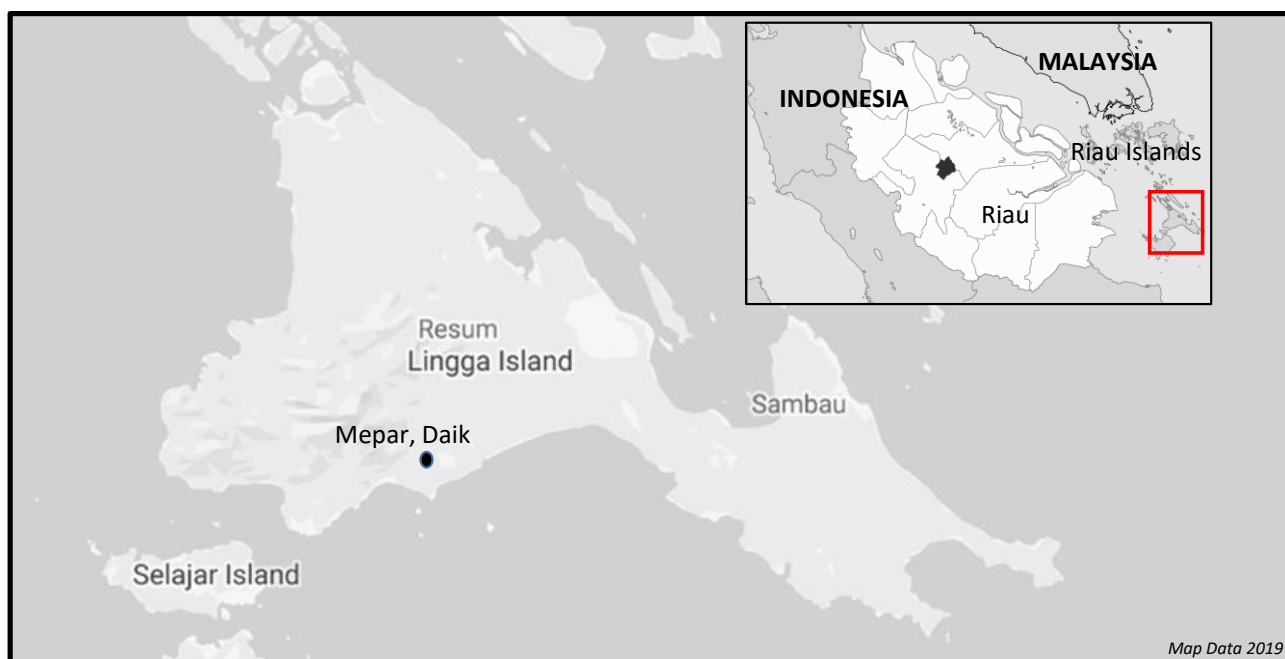 MALAYSIA
INDONESIA
Riau Islands
Riau
Resum
Lingga Island
Sambau
Mepar, Daik
Selajar Island
Map Data 2019